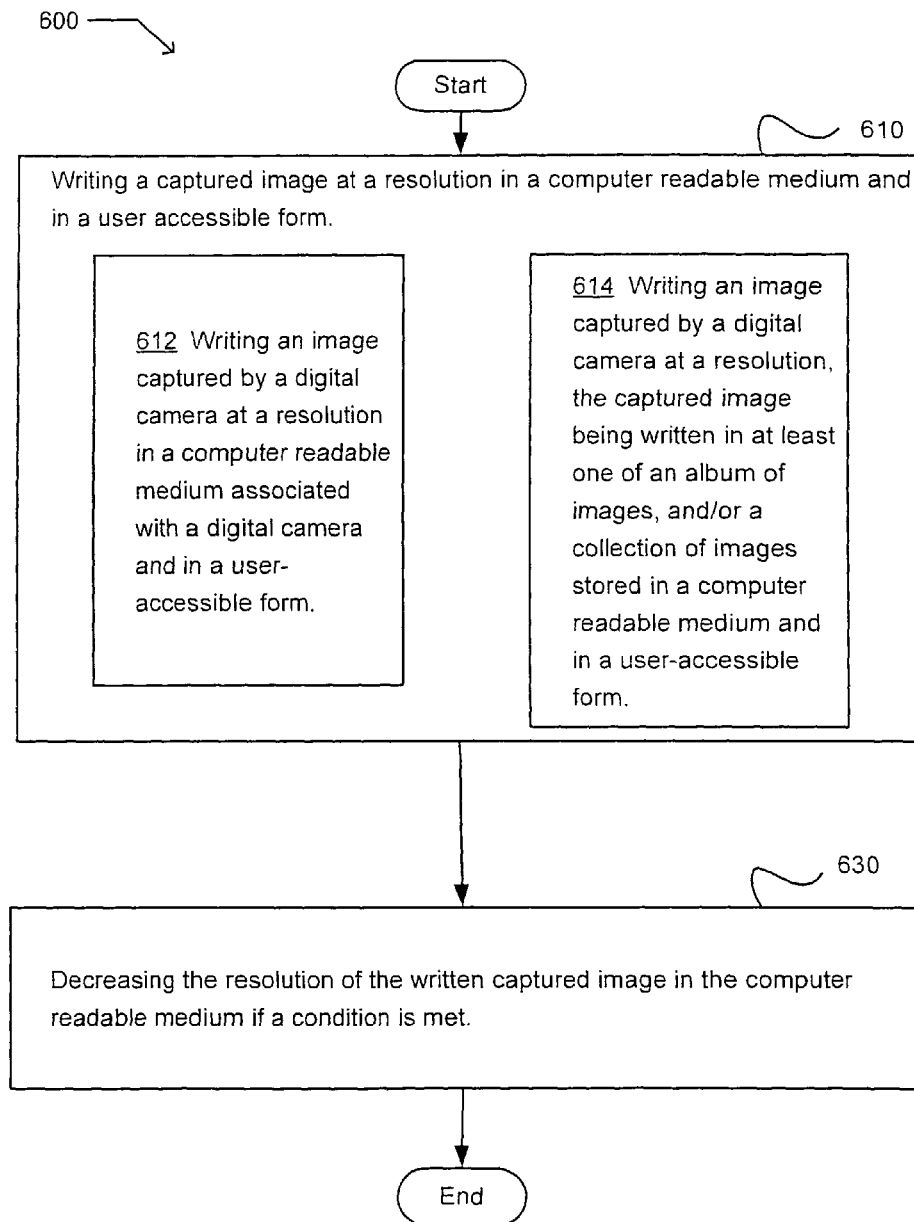 600
Start
610
Writing a captured image at a resolution in a computer readable medium and
in a user accessible form.
612 Writing an image
captured by a digital
camera at a resolution
in a computer readable
medium associated
with a digital camera
and in a user-
accessible form.
614 Writing an image
captured by a digital
camera at a resolution,
the captured image
being written in at least
one of an album of
images, and/or a
collection of images
stored in a computer
readable medium and
in a user-accessible
form.
630
Decreasing the resolution of the written captured image in the computer
readable medium if a condition is met.
End